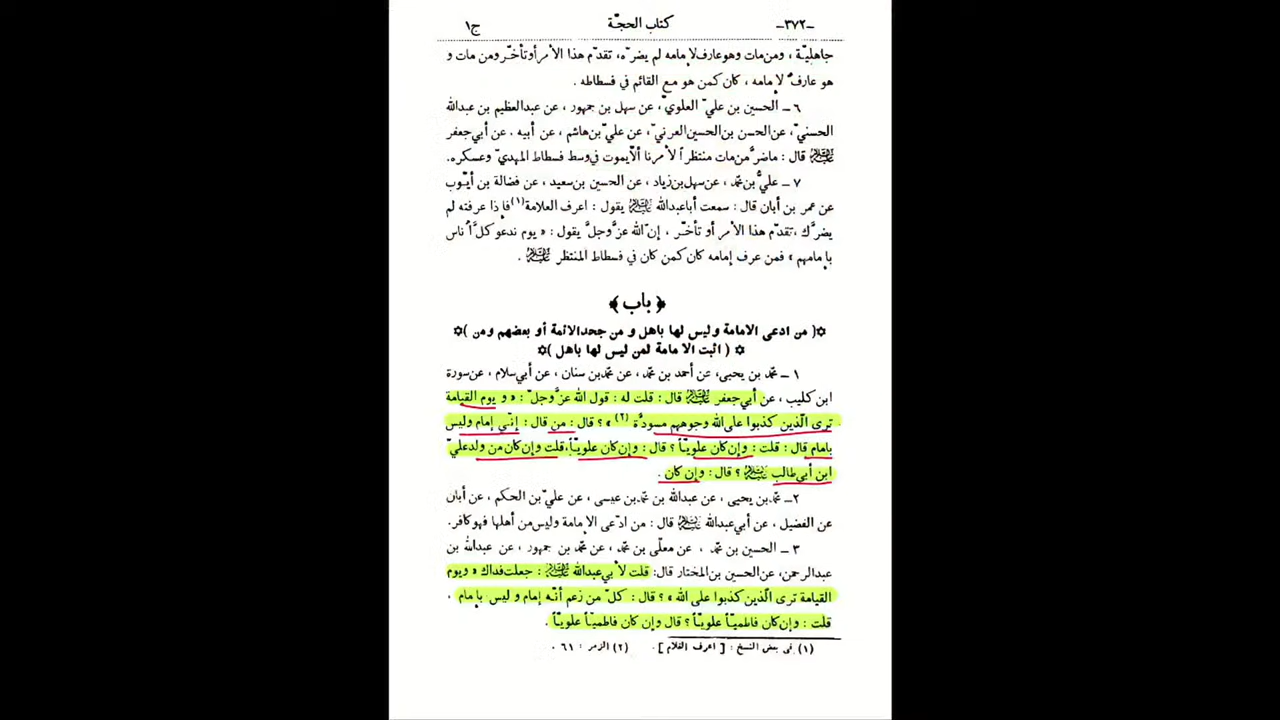 -٣٧٢- كتاب الحجّة ج١
جاهليّة ، ومن مات وهو عارف لإمامه لم يضرّه، تقدّم هذا الأمر أو تأخّر ومن مات و
هو عارفٌ لإمامه ، كان كمن هو مع القائم في فسطاطه .
٦ ـ الحسين بن عليّ العلويّ، عن سهل بن جمهور ، عن عبدالعظيم بن عبدالله
الحسنيّ، عن الحسن بن الحسين العرنيّ، عن عليّ بن هاشم ، عن أبيه ، عن أبي جعفر
عليه السلام قال : ماضرَّ من مات منتظراً لأمرنا ألّا يموت في وسط فسطاط المهديّ وعسكره.
٧ ـ عليُّ بن محمّد ، عن سهل بن زياد ، عن الحسين بن سعيد ، عن فضالة بن أيّوب
عن عمر بن أبان قال : سمعت أباعبدالله عليه السلام يقول : اعرف العلامة (١) فإذا عرفته لم
يضرَّك ، تقدّم هذا الأمر أو تأخّر ، إنّ الله عزَّ وجلَّ يقول : « يوم ندعو كلَّ أُناس
بإمامهم » فمن عرف إمامه كان كمن كان في فسطاط المنتظر عليه السلام .
﴿ باب ﴾
✡( من ادعى الامامة وليس لها بأهل و من جحد الائمة أو بعضهم ومن )✡
✡ ( اثبت الامامة لمن ليس لها بأهل )✡
١ ـ محمّد بن يحيى، عن أحمد بن محمّد ، عن محمّد بن سنان ، عن أبي سلام ، عن سورة
ابن كليب ، عن أبي جعفر عليه السلام قال : قلت له : قول الله عزَّ وجلّ : « و يوم القيامة
ترى الّذين كذبوا على الله وجوههم مسودَّة (٢) » ؟ قال : من قال : إنّي إمام وليس
بإمام قال : قلت : وإن كان علويّاً ؟ قال : وإن كان علويّاً، قلت وإن كان من ولد عليّ
ابن أبي طالب عليه السلام ؟ قال : وإن كان .
٢ـ محمّد بن يحيى ، عن عبدالله بن محمّد بن عيسى ، عن عليّ بن الحكم ، عن أبان
عن الفضيل ، عن أبي عبدالله عليه السلام قال : من ادّعى الإمامة وليس من أهلها فهو كافر.
٣ ـ الحسين بن محمّد ، عن معلّى بن محمّد ، عن محمّد بن جمهور ، عن عبدالله بن
عبدالرحمن، عن الحسين بن المختار قال: قلت لأبي عبدالله عليه السلام : جعلت فداك « ويوم
القيامة ترى الّذين كذبوا على الله » ؟ قال : كلّ من زعم أنّه إمام وليس بإمام .
قلت : وإن كان فاطميّاً علويّاً ؟ قال وإن كان فاطميّاً علويّاً .
(١) في بعض النسخ : [ اعرف الغلام ] . (٢) الزمر : ٦١ .